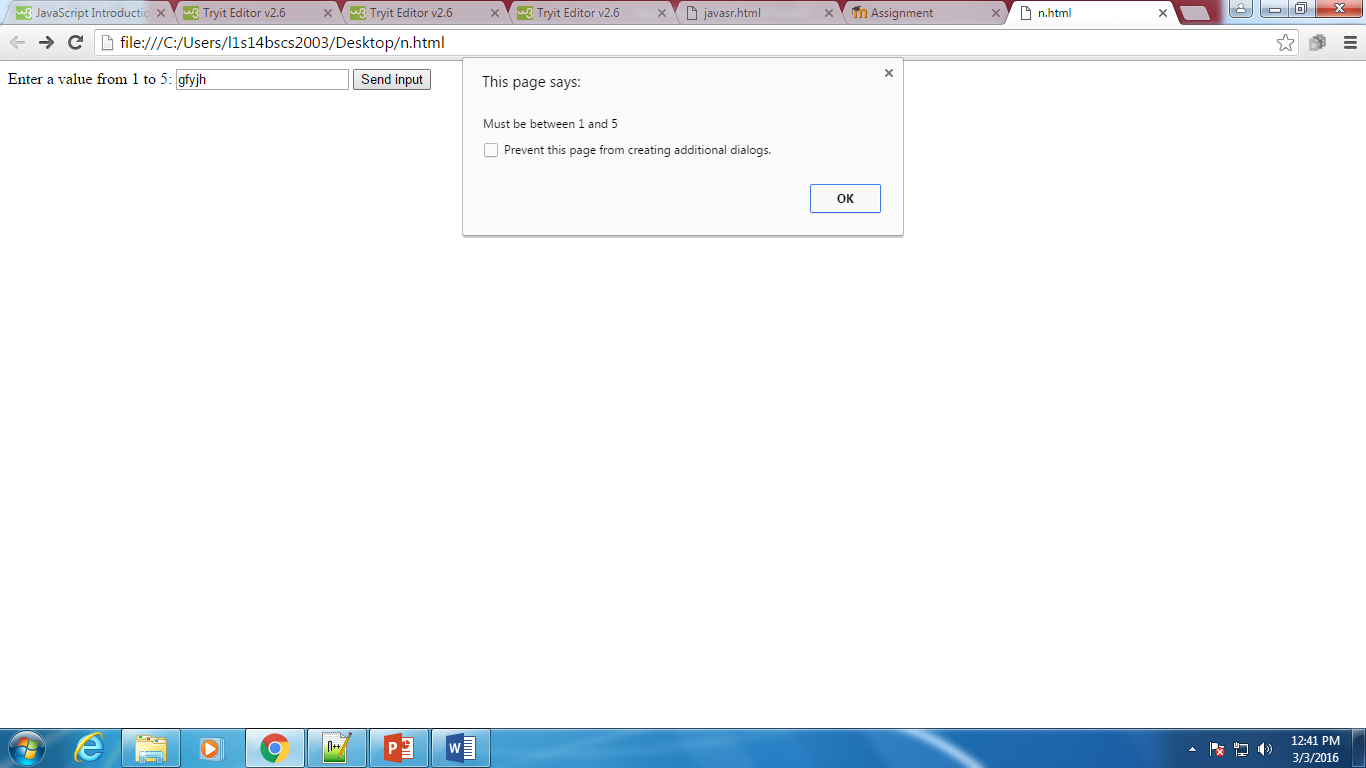 JavaScript Introductio
Tryit Editor v2.6
Tryit Editor v2.6
Tryit Editor v2.6
javasr.html
Assignment
n.html
file:///C:/Users/l1s14bscs2003/Desktop/n.html
Enter a value from 1 to 5: gfyjh Send input
This page says:
Must be between 1 and 5
Prevent this page from creating additional dialogs.
OK
12:41 PM
3/3/2016